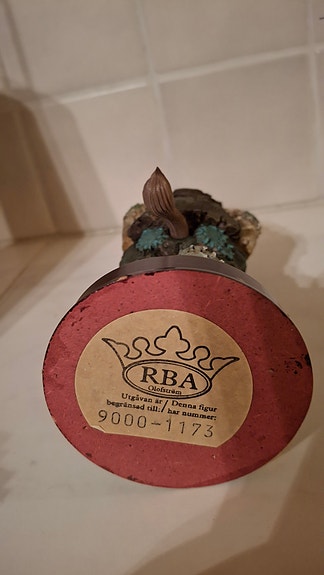 RBA
Olofström
Utgåvan är / Denna figur
begränsad till: / har nummer:
9000-1173